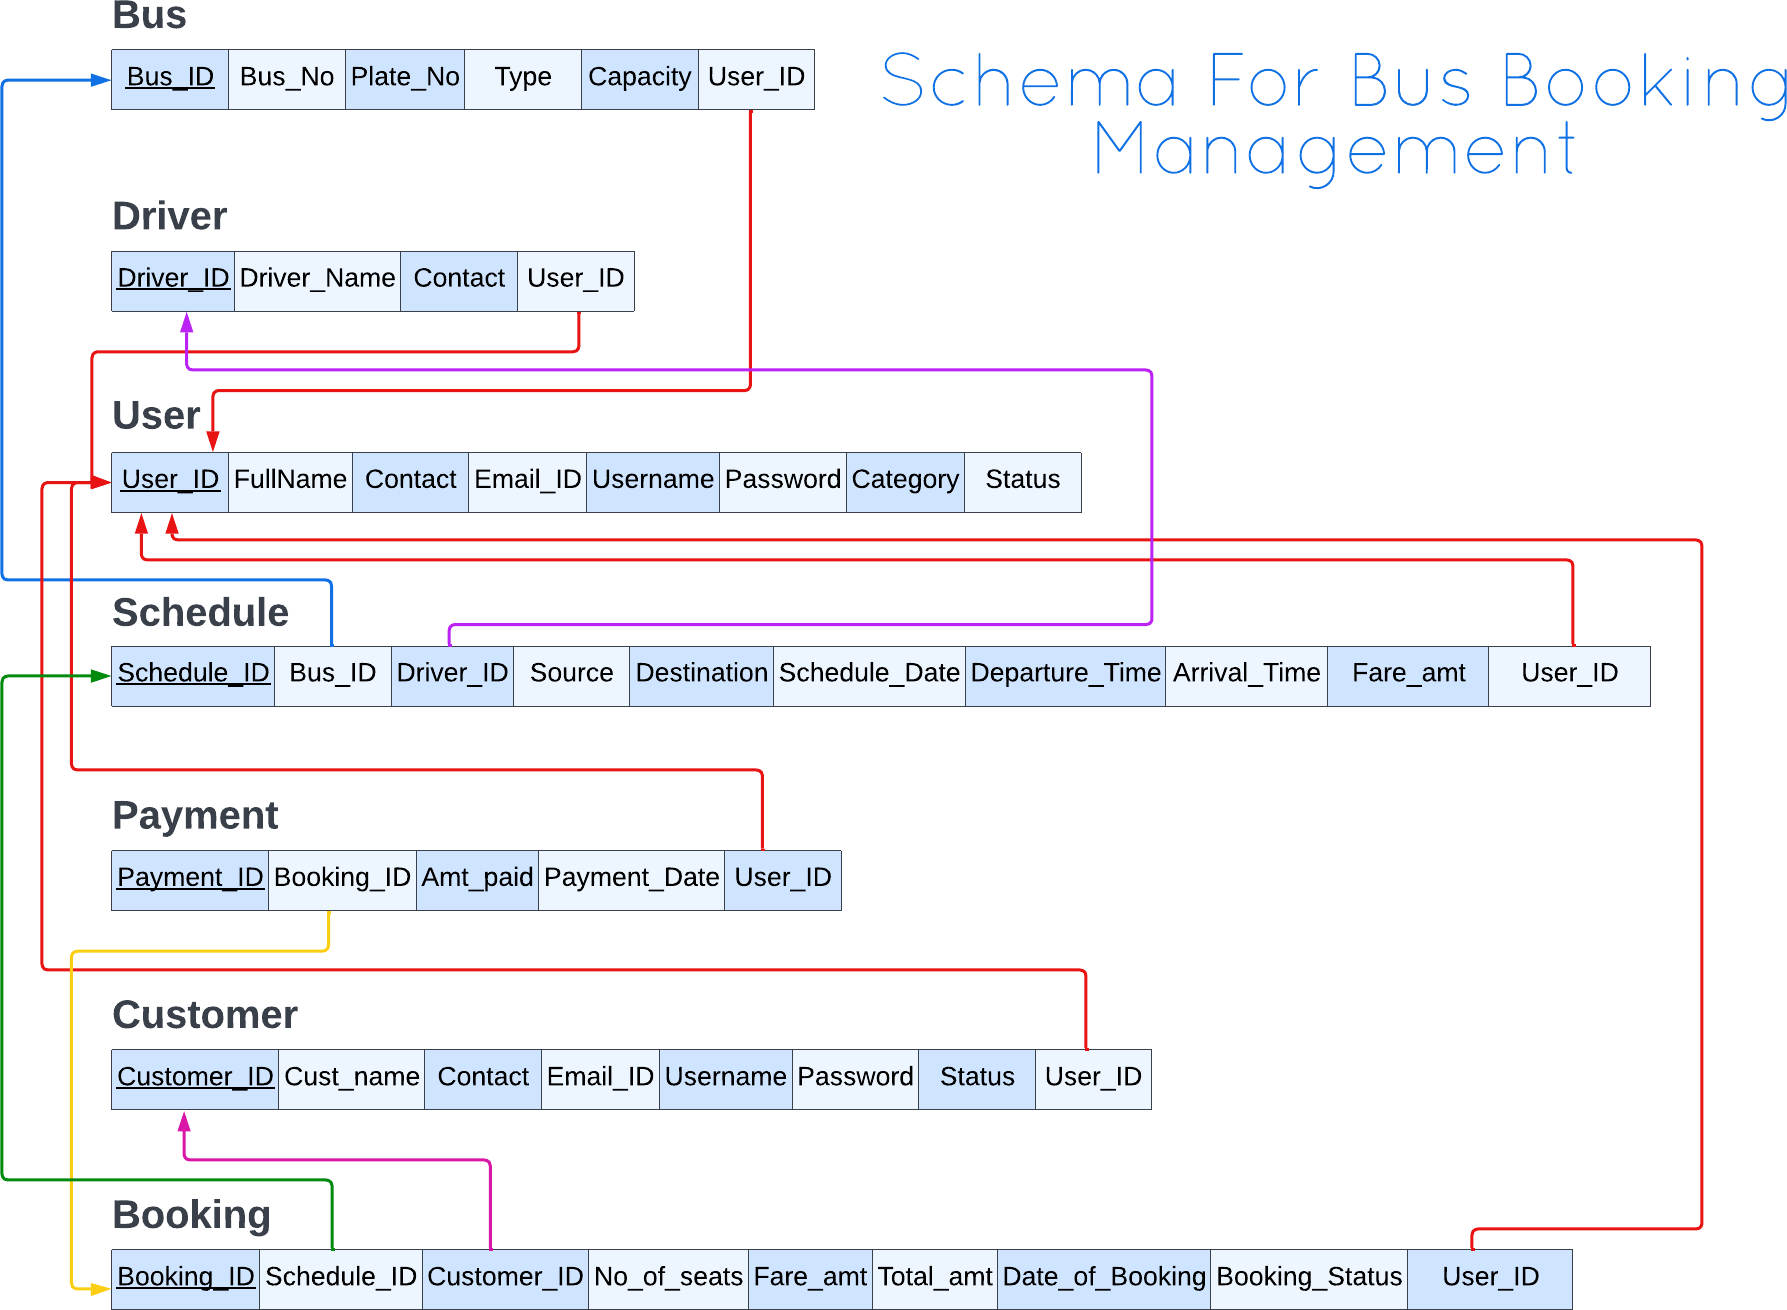 Bus
Bus_ID Bus_No Plate_No Type Capacity User_ID
Schema For Bus Booking
Management
Driver
Driver_ID Driver_Name Contact User_ID
User
User_ID FullName Contact Email_ID Username Password Category Status
Schedule
Schedule_ID Bus_ID Driver_ID Source Destination Schedule_Date Departure_Time Arrival_Time Fare_amt User_ID
Payment
Payment_ID Booking_ID Amt_paid Payment_Date User_ID
Customer
Customer_ID Cust_name Contact Email_ID Username Password Status User_ID
Booking
Booking_ID Schedule_ID Customer_ID No_of_seats Fare_amt Total_amt Date_of_Booking Booking_Status User_ID